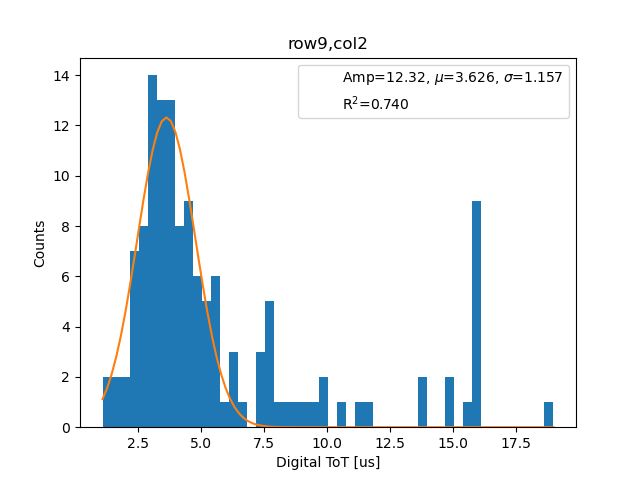 row9,col2
Amp=12.32, μ=3.626, σ=1.157
R²=0.740
14
12
10
8
6
4
2
0
Counts
2.5 5.0 7.5 10.0 12.5 15.0 17.5
Digital ToT [us]